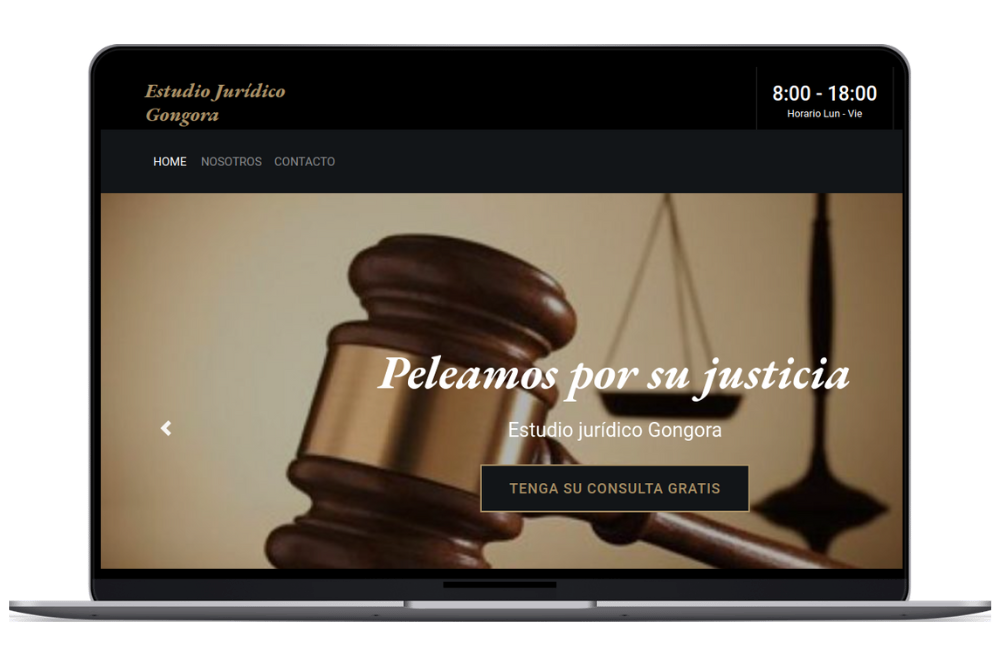 Estudio Jurídico
Gongora
8:00 - 18:00
Horario Lun - Vie
HOME NOSOTROS CONTACTO
Peleamos por su justicia
Estudio jurídico Gongora
TENGA SU CONSULTA GRATIS